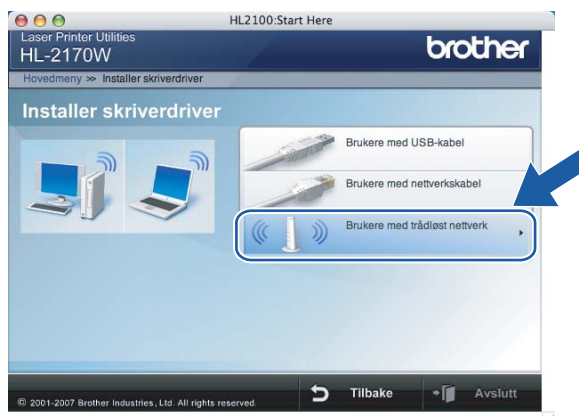 HL2100:Start Here
Laser Printer Utilities
HL-2170W
brother
Hovedmeny >> Installer skriverdriver
Installer skriverdriver
Brukere med USB-kabel
Brukere med nettverkskabel
Brukere med trådløst nettverk
© 2001-2007 Brother Industries, Ltd. All rights reserved.
Tilbake
Avslutt